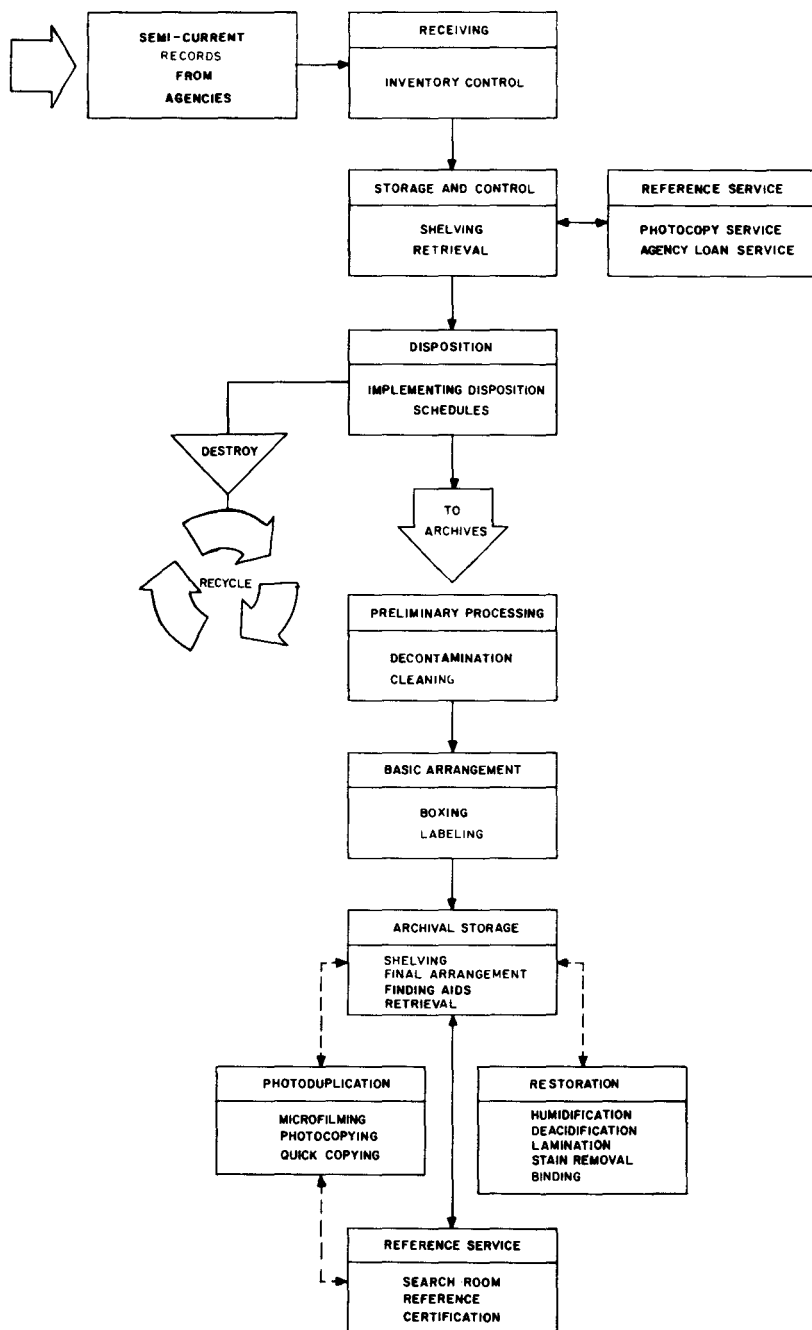 SEMI-CURRENT
RECORDS
FROM
AGENCIES
RECEIVING
INVENTORY CONTROL
STORAGE AND CONTROL
SHELVING
RETRIEVAL
REFERENCE SERVICE
PHOTOCOPY SERVICE
AGENCY LOAN SERVICE
DISPOSITION
IMPLEMENTING DISPOSITION
SCHEDULES
DESTROY
RECYCLE
TO
ARCHIVES
PRELIMINARY PROCESSING
DECONTAMINATION
CLEANING
BASIC ARRANGEMENT
BOXING
LABELING
ARCHIVAL STORAGE
SHELVING
FINAL ARRANGEMENT
FINDING AIDS
RETRIEVAL
PHOTODUPLICATION
MICROFILMING
PHOTOCOPYING
QUICK COPYING
RESTORATION
HUMIDIFICATION
DEACIDIFICATION
LAMINATION
STAIN REMOVAL
BINDING
REFERENCE SERVICE
SEARCH ROOM
REFERENCE
CERTIFICATION